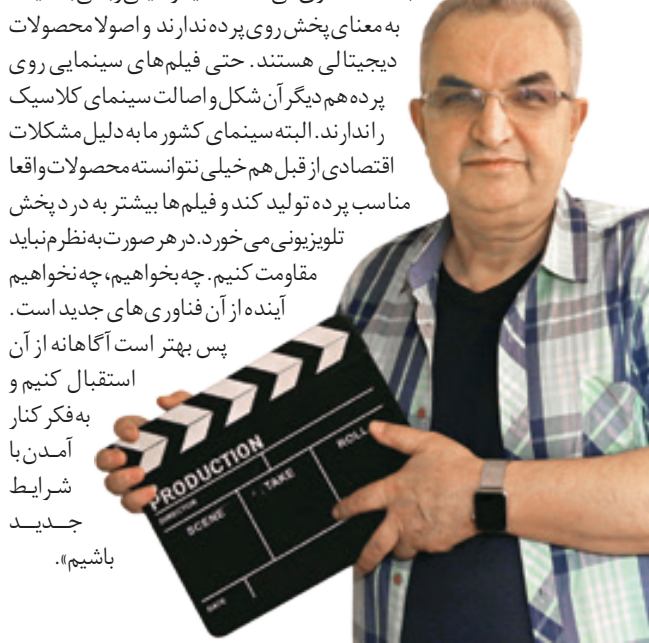 به معنای پخش روی پرده ندارند و اصولا محصولات
دیجیتالی هستند. حتی فیلم‌های سینمایی روی
پرده هم دیگر آن شکل و اصالت سینمای کلاسیک
را ندارند. البته سینمای کشور ما به دلیل مشکلات
اقتصادی از قبل هم خیلی نتوانسته محصولات واقعا
مناسب پرده تولید کند و فیلم‌ها بیشتر به درد پخش
تلویزیونی می‌خورد. در هر صورت به‌نظرم نباید
مقاومت کنیم. چه بخواهیم، چه نخواهیم
آینده از آن فناوری‌های جدید است.
پس بهتر است آگاهانه از آن
استقبال کنیم و
به‌فکر کنار
آمدن با
شرایط
جدید
باشیم».
PRODUCTION
DIRECTOR
SCENE
TAKE
ROLL
DATE